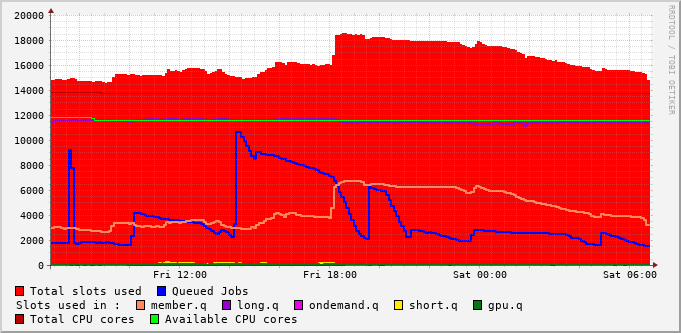 20000
18000
16000
14000
12000
10000
8000
6000
4000
2000
0
Fri 12:00 Fri 18:00 Sat 00:00 Sat 06:00
RRDTOOL / TOBI OETIKER
Total slots used Queued Jobs
Slots used in : member.q long.q ondemand.q short.q gpu.q
Total CPU cores Available CPU cores